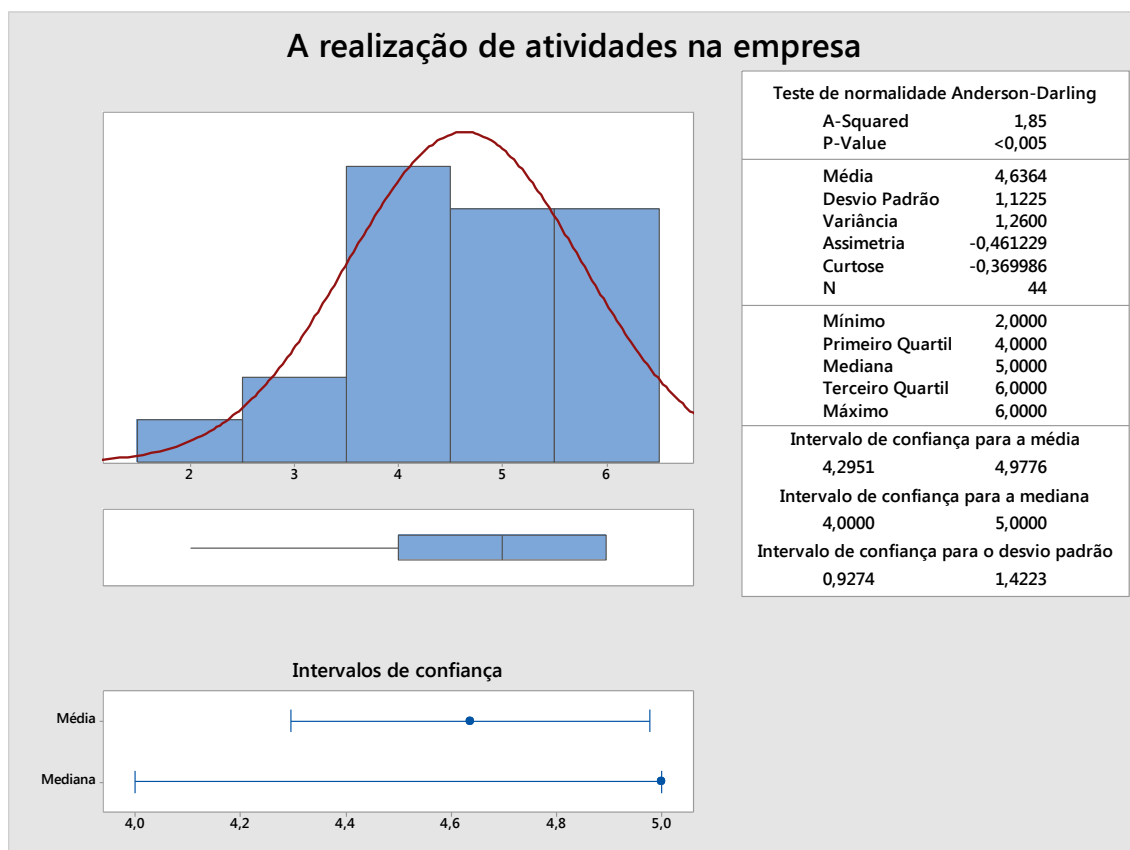 A realização de atividades na empresa
2 3 4 5 6
Intervalos de confiança
Média
Mediana
4,0 4,2 4,4 4,6 4,8 5,0
Teste de normalidade Anderson-Darling
A-Squared 1,85
P-Value <0,005
Média 4,6364
Desvio Padrão 1,1225
Variância 1,2600
Assimetria -0,461229
Curtose -0,369986
N 44
Mínimo 2,0000
Primeiro Quartil 4,0000
Mediana 5,0000
Terceiro Quartil 6,0000
Máximo 6,0000
Intervalo de confiança para a média
4,2951 4,9776
Intervalo de confiança para a mediana
4,0000 5,0000
Intervalo de confiança para o desvio padrão
0,9274 1,4223